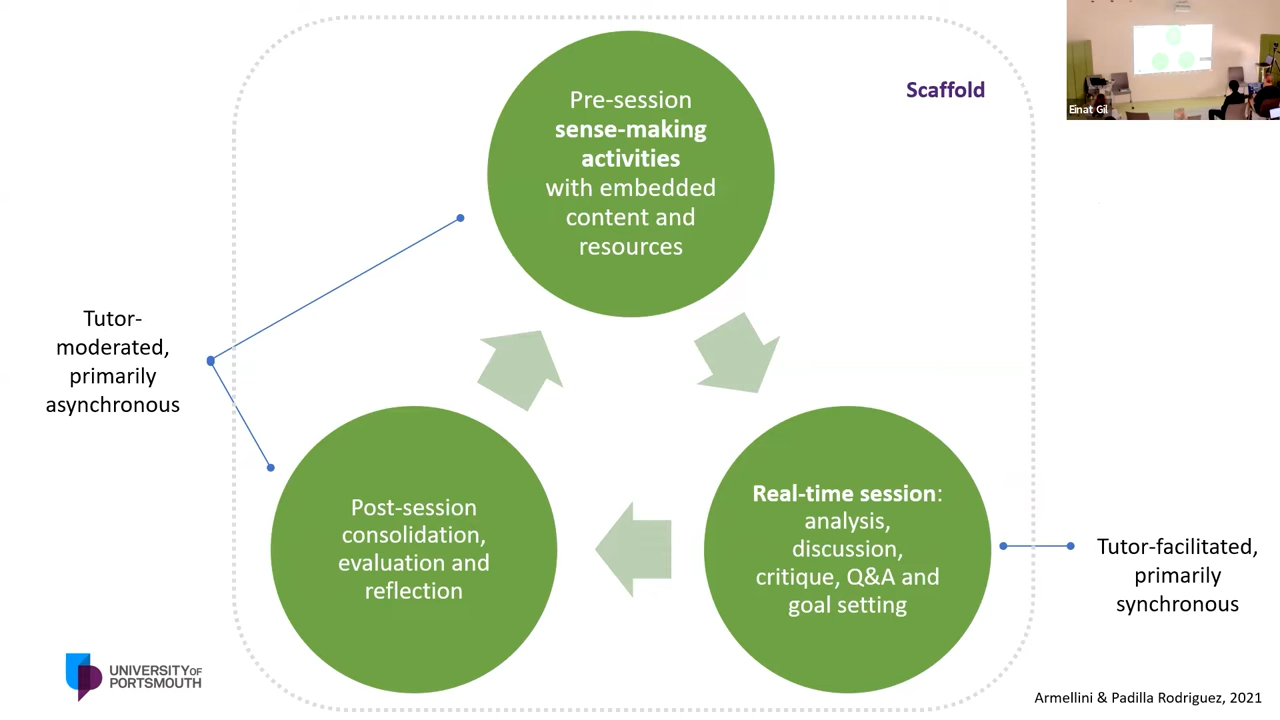 Scaffold
Einat Gil
Pre-session
sense-making
activities
with embedded
content and
resources
Tutor-
moderated,
primarily
asynchronous
Real-time session:
analysis,
discussion,
critique, Q&A and
goal setting
Tutor-facilitated,
primarily
synchronous
Post-session
consolidation,
evaluation and
reflection
UNIVERSITY OF
PORTSMOUTH
Armellini & Padilla Rodriguez, 2021